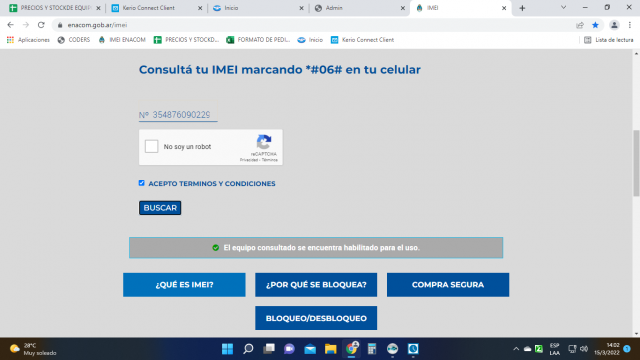 PRECIOS Y STOCKDE EQUIP
Kerio Connect Client
Inicio
Admin
IMEI
enacom.gob.ar/imei
Aplicaciones
CODERS
IMEI ENACOM
PRECIOS Y STOCKD...
FORMATO DE PEDI...
Inicio
Kerio Connect Client
Lista de lectura
Consultá tu IMEI marcando *#06# en tu celular
Nº 354876090229
No soy un robot
reCAPTCHA
Privacidad - Términos
ACEPTO TERMINOS Y CONDICIONES
BUSCAR
El equipo consultado se encuentra habilitado para el uso.
¿QUÉ ES IMEI?
¿POR QUÉ SE BLOQUEA?
COMPRA SEGURA
BLOQUEO/DESBLOQUEO
28°C
Muy soleado
ESP
LAA
14:02
15/3/2022